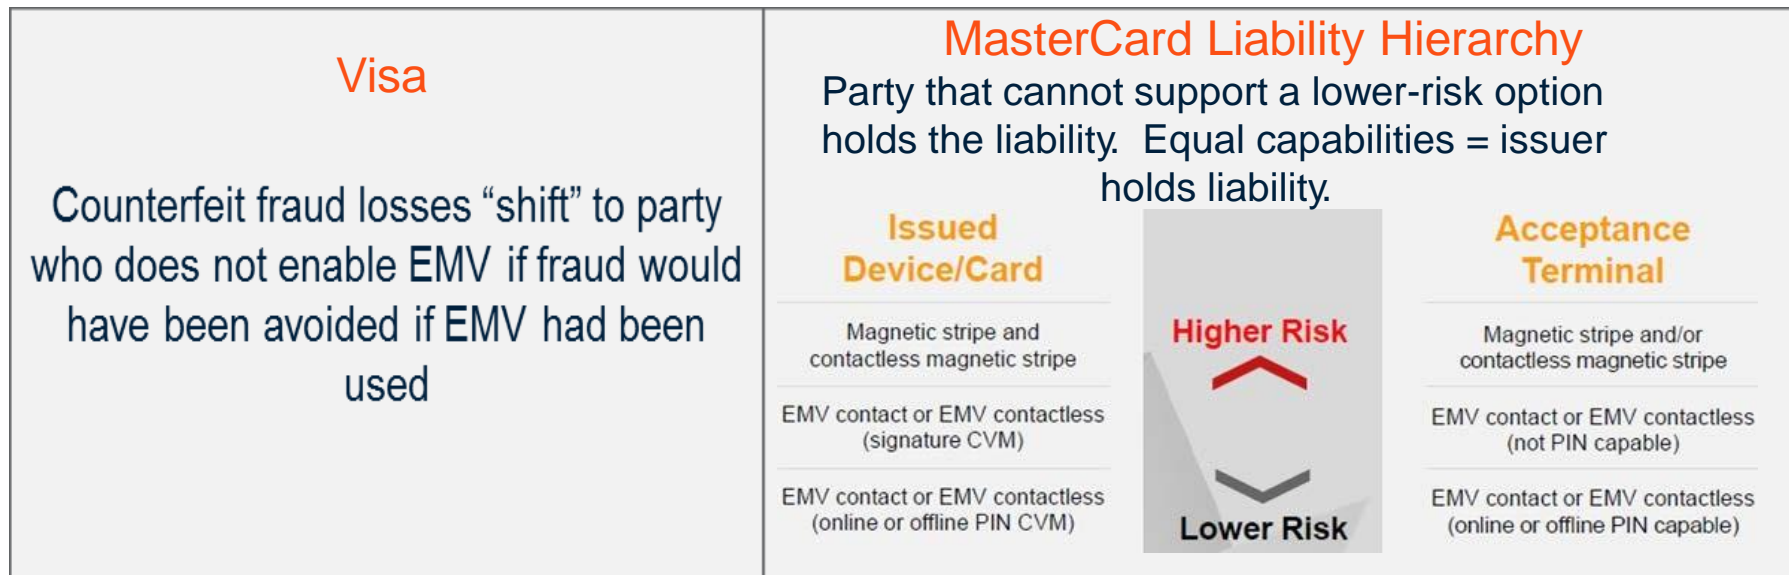 Visa
Counterfeit fraud losses “shift” to party
who does not enable EMV if fraud would
have been avoided if EMV had been
used
MasterCard Liability Hierarchy
Party that cannot support a lower-risk option
holds the liability. Equal capabilities = issuer
holds liability.
Issued
Device/Card
Magnetic stripe and
contactless magnetic stripe
EMV contact or EMV contactless
(signature CVM)
EMV contact or EMV contactless
(online or offline PIN CVM)
Higher Risk
Lower Risk
Acceptance
Terminal
Magnetic stripe and/or
contactless magnetic stripe
EMV contact or EMV contactless
(not PIN capable)
EMV contact or EMV contactless
(online or offline PIN capable)